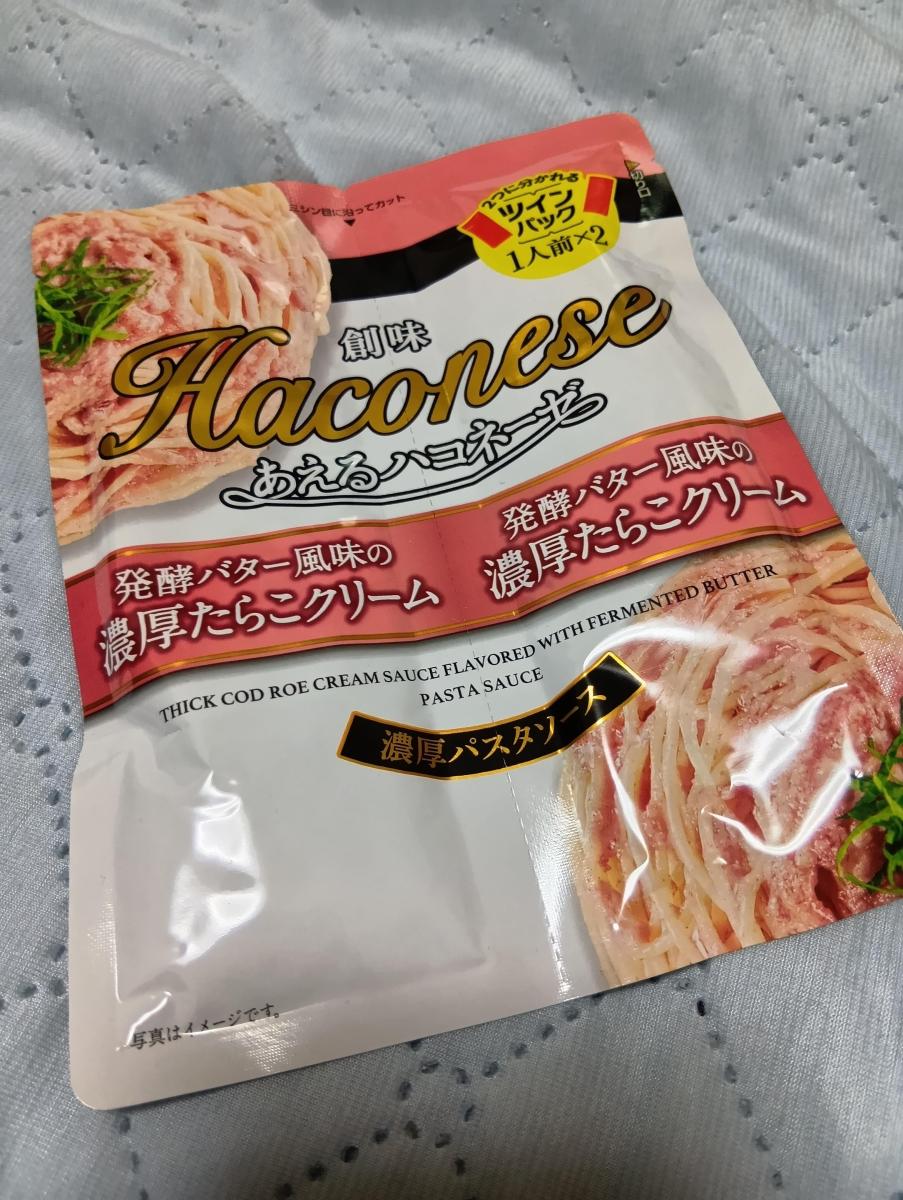 ミシン目に沿ってカット
切り口
2つに分かれる
ツイン
パック
1人前×2
創味
Haconese
あえるハコネーゼ
発酵バター風味の
濃厚たらこクリーム
発酵バター風味の
濃厚たらこクリーム
THICK COD ROE CREAM SAUCE FLAVORED WITH FERMENTED BUTTER
PASTA SAUCE
濃厚パスタソース
写真はイメージです。